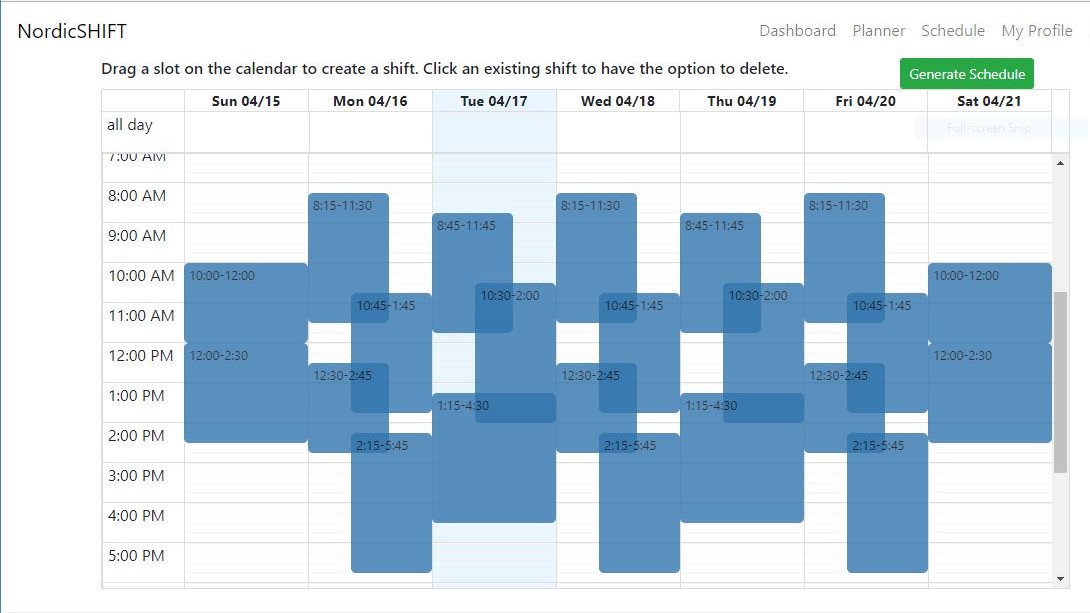 NordicSHIFT
Dashboard Planner Schedule My Profile
Drag a slot on the calendar to create a shift. Click an existing shift to have the option to delete.
Generate Schedule
Sun 04/15 Mon 04/16 Tue 04/17 Wed 04/18 Thu 04/19 Fri 04/20 Sat 04/21
all day
Full-screen Snip
7:00 AM
8:00 AM
8:15-11:30 8:15-11:30 8:15-11:30
8:45-11:45 8:45-11:45
9:00 AM
10:00 AM
10:00-12:00 10:00-12:00
10:30-2:00 10:30-2:00
10:45-1:45 10:45-1:45 10:45-1:45
11:00 AM
12:00 PM
12:00-2:30 12:00-2:30
12:30-2:45 12:30-2:45 12:30-2:45
1:00 PM
1:15-4:30 1:15-4:30
2:00 PM
2:15-5:45 2:15-5:45 2:15-5:45
3:00 PM
4:00 PM
5:00 PM